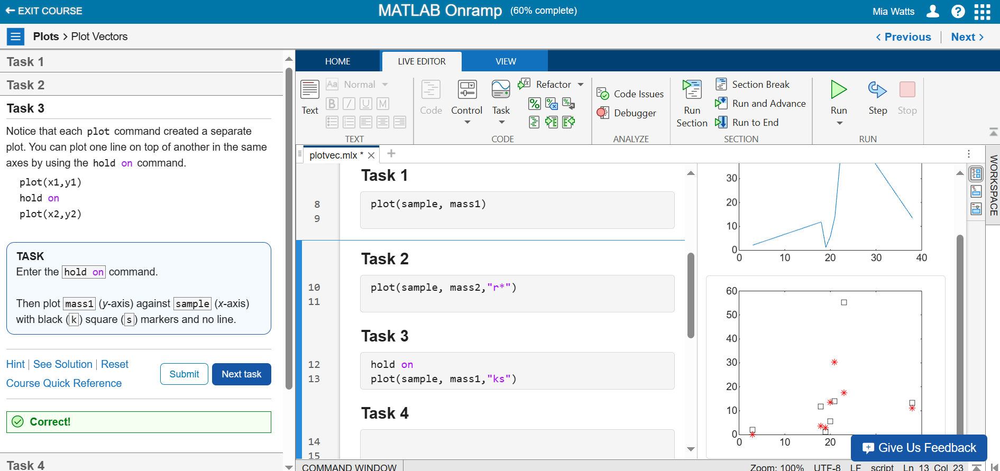 EXIT COURSE
MATLAB Onramp (60% complete)
Mia Watts
Plots > Plot Vectors
Previous
Next
Task 1
Task 2
Task 3
Notice that each plot command created a separate
plot. You can plot one line on top of another in the same
axes by using the hold on command.
plot(x1,y1)
hold on
plot(x2,y2)
TASK
Enter the hold on command.
Then plot mass1 (y-axis) against sample (x-axis)
with black (k) square (s) markers and no line.
Hint | See Solution | Reset
Course Quick Reference
Submit
Next task
Correct!
Task 4
HOME
LIVE EDITOR
VIEW
Text
Aa Normal
B I U M
TEXT
Code
Control
Task
Refactor
CODE
Code Issues
Debugger
ANALYZE
Run
Section
Section Break
Run and Advance
Run to End
SECTION
Run
Step
Stop
RUN
plotvec.mlx *
Task 1
8 plot(sample, mass1)
9
Task 2
10 plot(sample, mass2,"r*")
11
Task 3
12 hold on
13 plot(sample, mass1,"ks")
Task 4
14
15
30
20
10
0
0 10 20 30 40
60
50
40
30
20
10
0
0 10 20
WORKSPACE
Give Us Feedback
COMMAND WINDOW
Zoom: 100% UTF-8 LF script Ln 13 Col 23